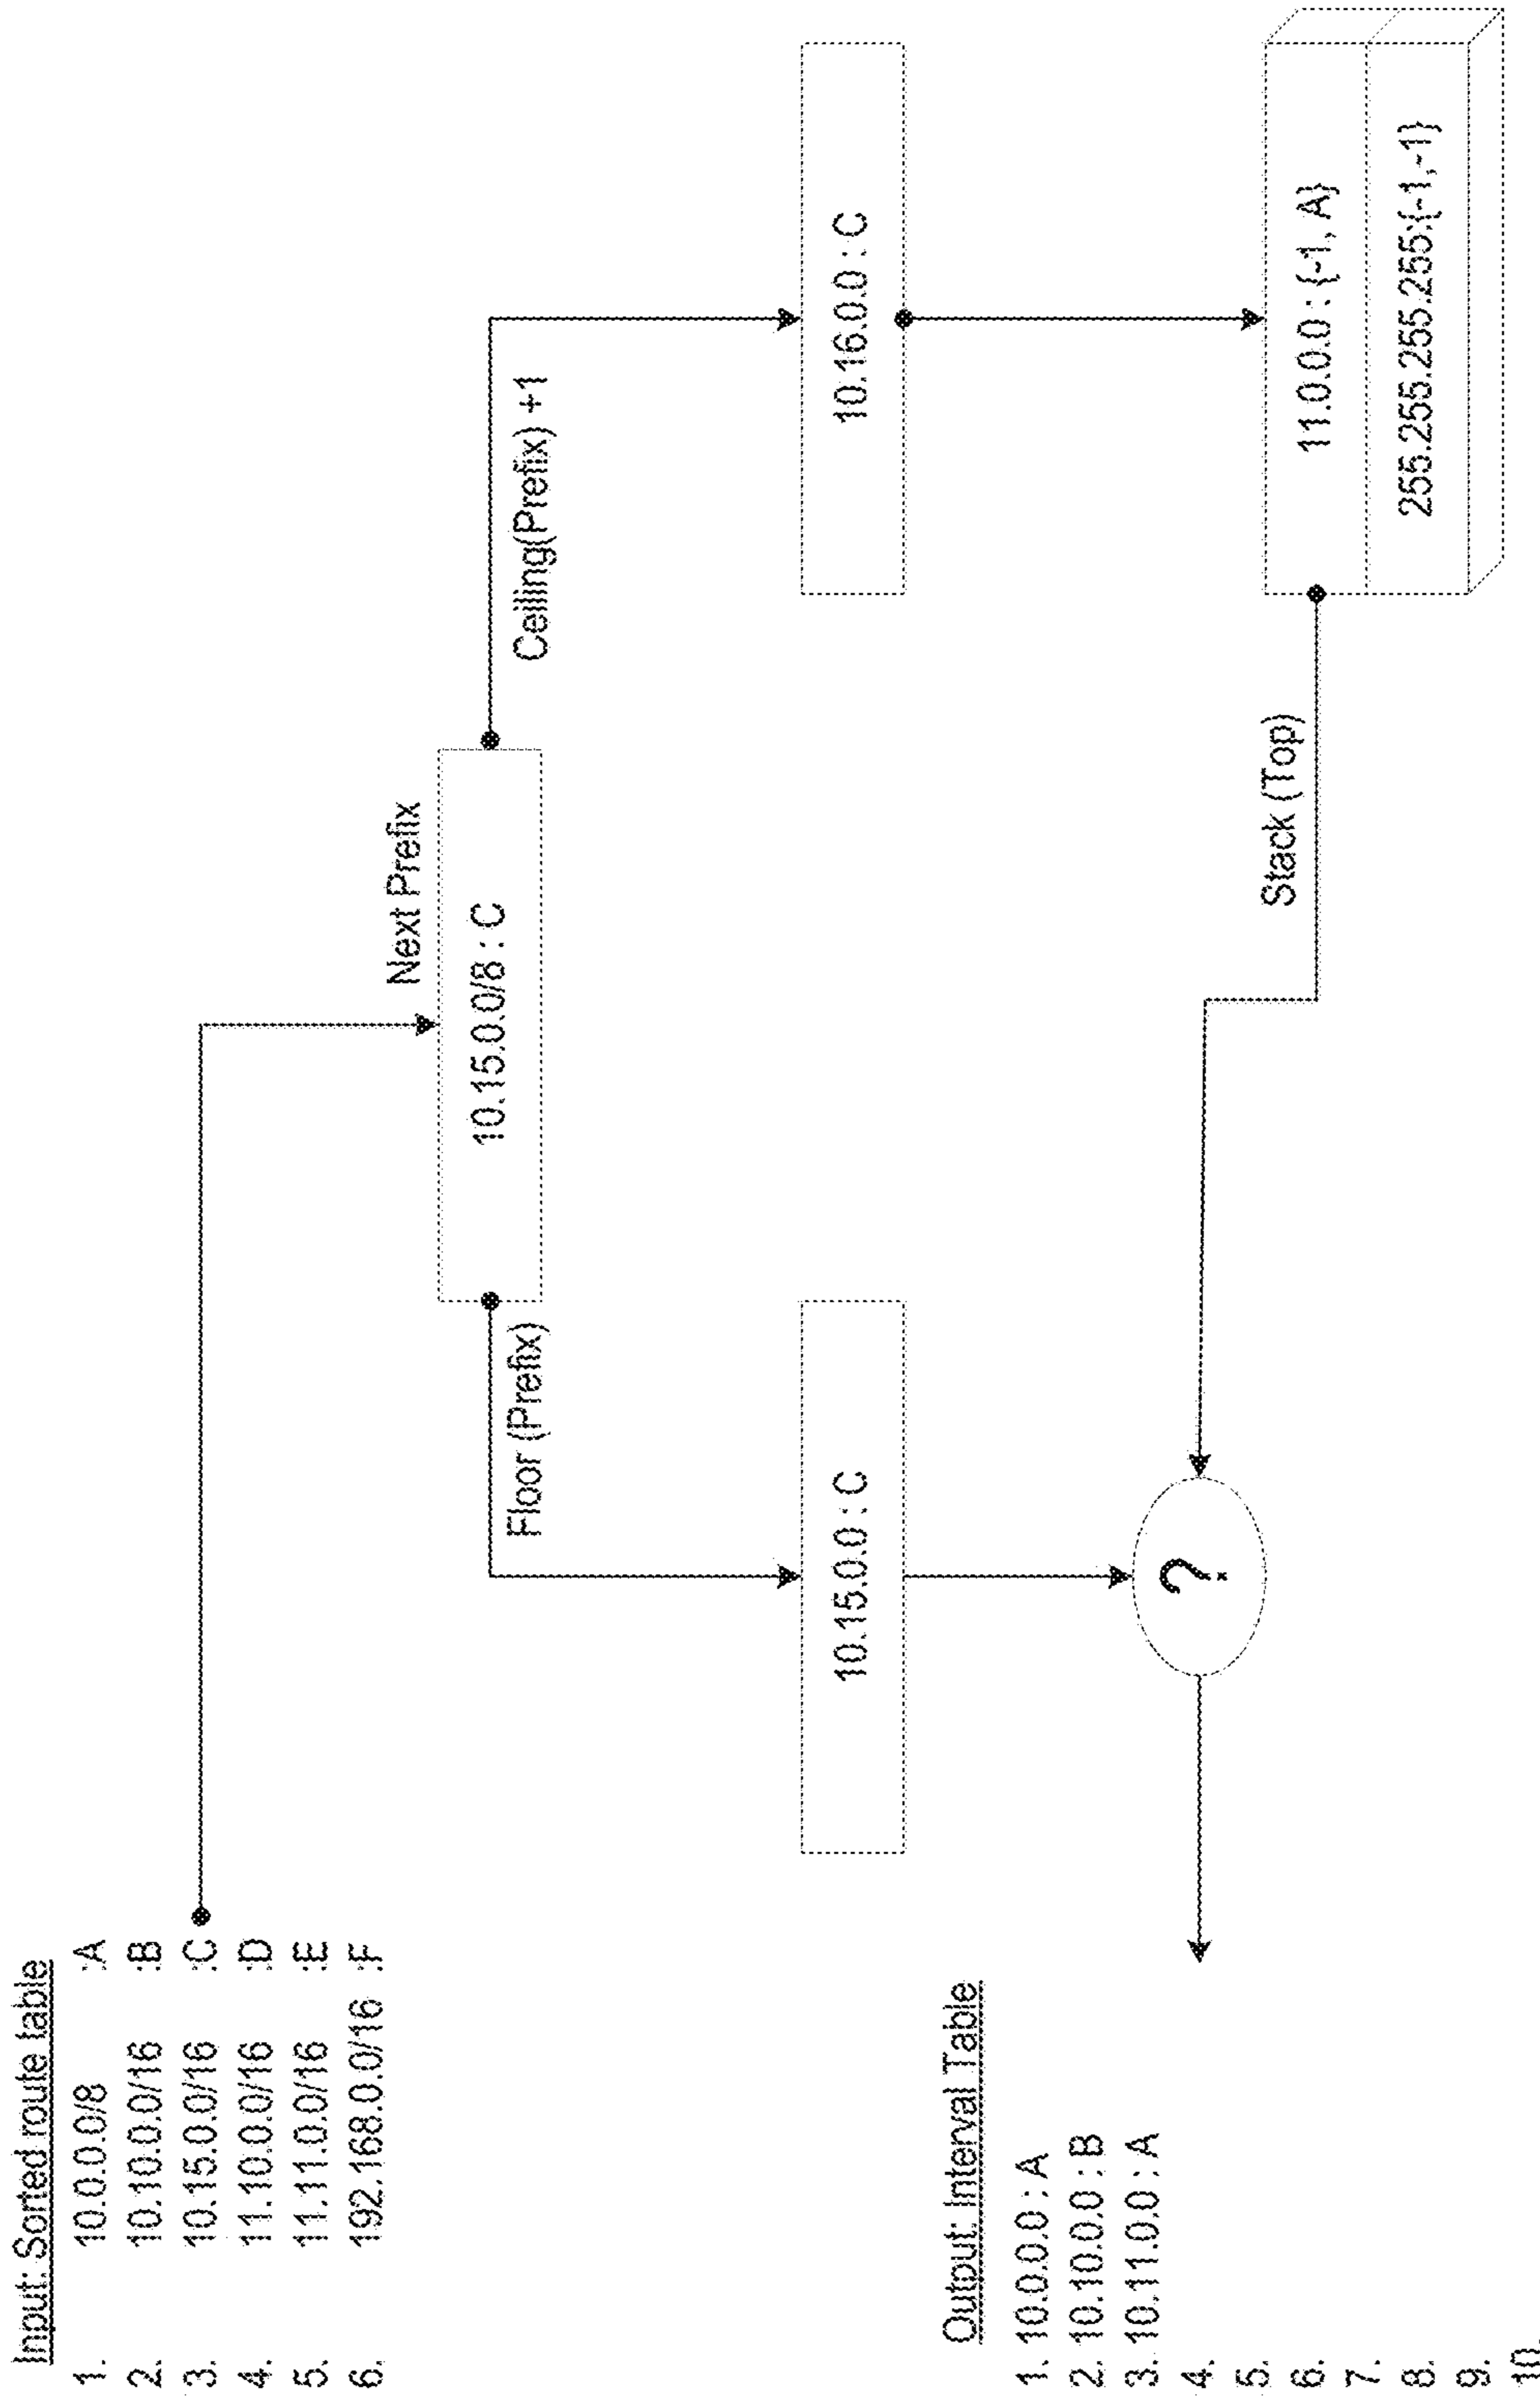 Input: Sorted route table
1. 10.0.0.0/8 :A
2. 10.10.0.0/16 :B
3. 10.15.0.0/16 :C
4. 11.10.0.0/16 :D
5. 11.11.0.0/16 :E
6. 192.168.0.0/16 :F
Next Prefix
10.15.0.0/8 : C
Floor (Prefix)
Ceiling(Prefix) +1
10.15.0.0 : C
10.16.0.0 : C
?
Stack (Top)
11.0.0.0 : {-1, A}
255.255.255.255:{-1,-1}
Output: Interval Table
1. 10.0.0.0 : A
2. 10.10.0.0 : B
3. 10.11.0.0 : A
4.
5.
6.
7.
8.
9.
10.